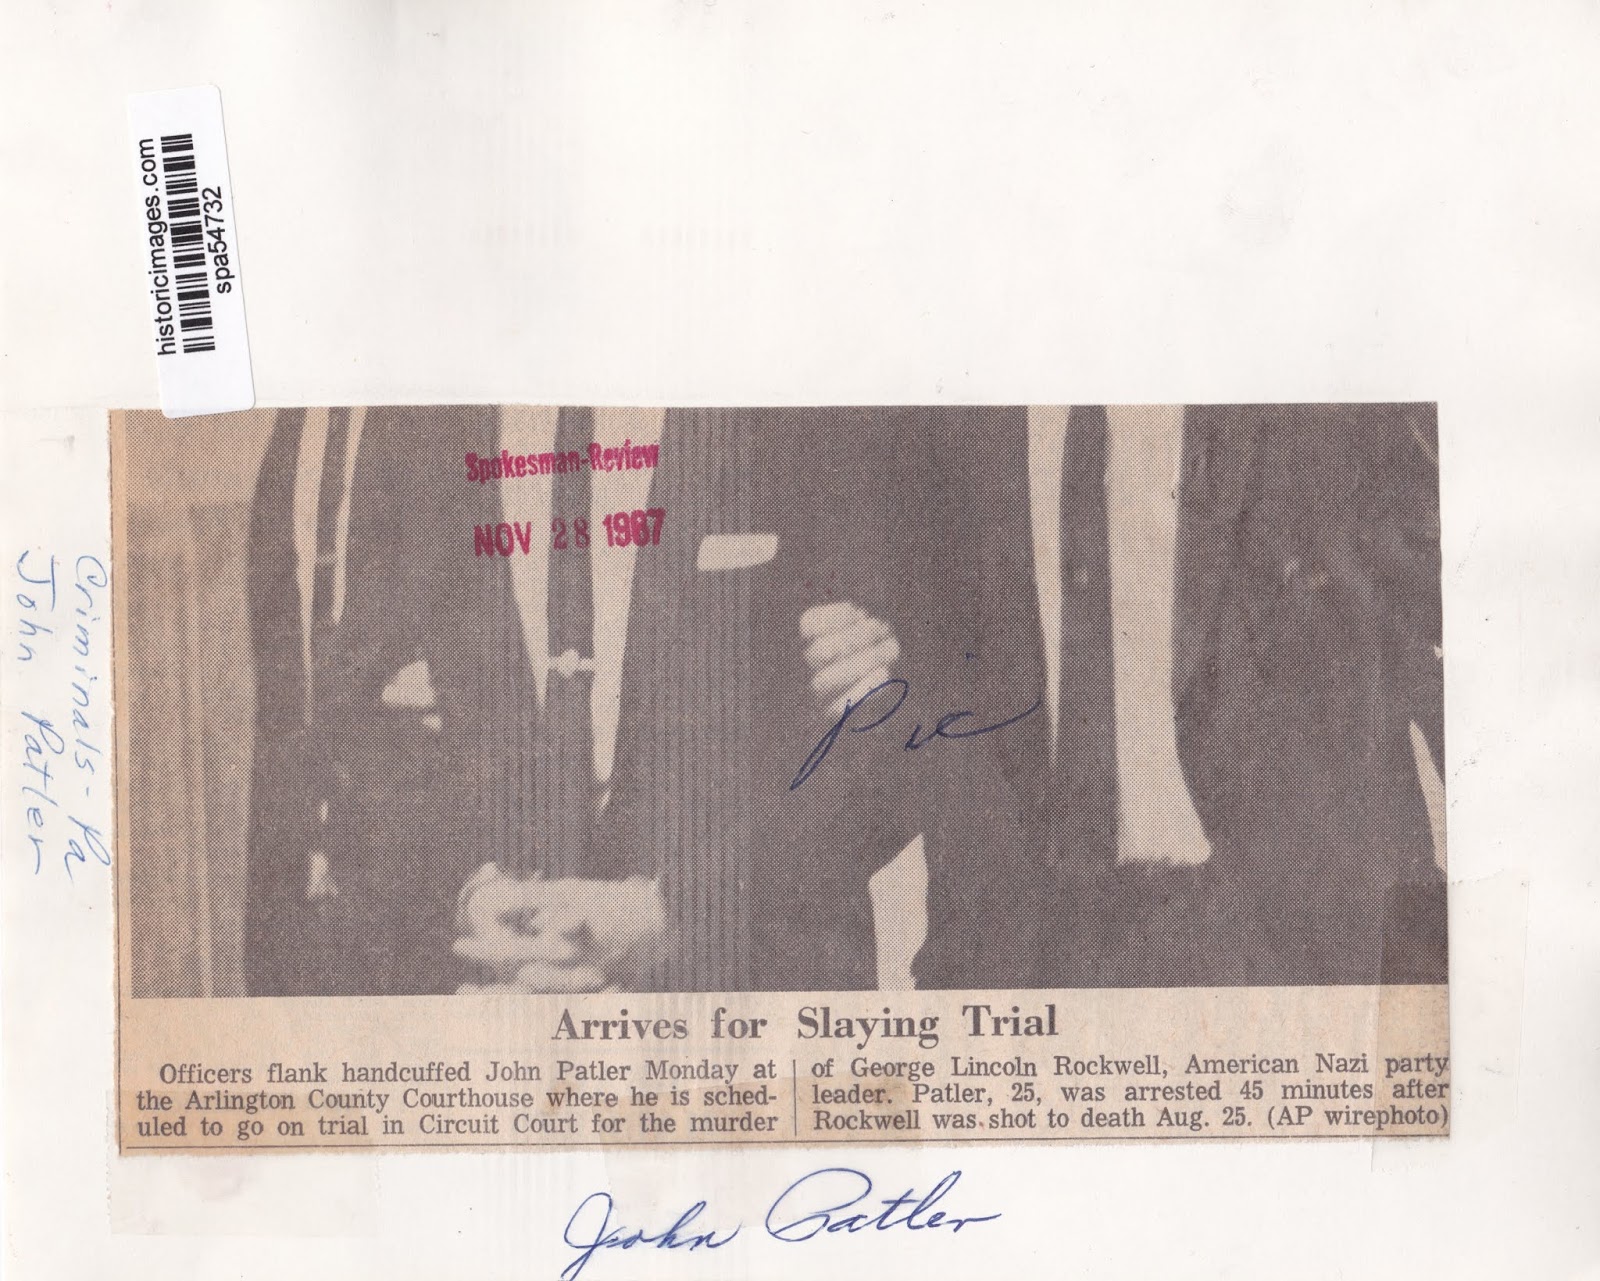 historicimages.com
spa54732
Spokesman-Review
NOV 28 1967
Criminals - Pa
John Patler
Pic
Arrives for Slaying Trial
Officers flank handcuffed John Patler Monday at
the Arlington County Courthouse where he is sched-
uled to go on trial in Circuit Court for the murder
of George Lincoln Rockwell, American Nazi party
leader. Patler, 25, was arrested 45 minutes after
Rockwell was shot to death Aug. 25. (AP wirephoto)
John Patler